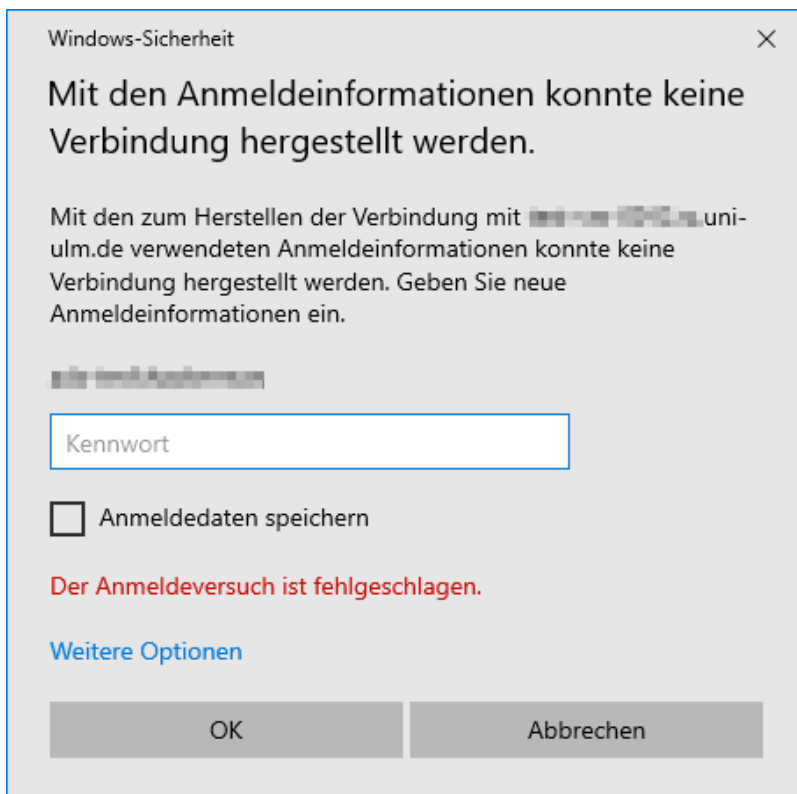 Windows-Sicherheit
Mit den Anmeldeinformationen konnte keine
Verbindung hergestellt werden.
Mit den zum Herstellen der Verbindung mit .uni-
ulm.de verwendeten Anmeldeinformationen konnte keine
Verbindung hergestellt werden. Geben Sie neue
Anmeldeinformationen ein.
Kennwort
Anmeldedaten speichern
Der Anmeldeversuch ist fehlgeschlagen.
Weitere Optionen
OK
Abbrechen